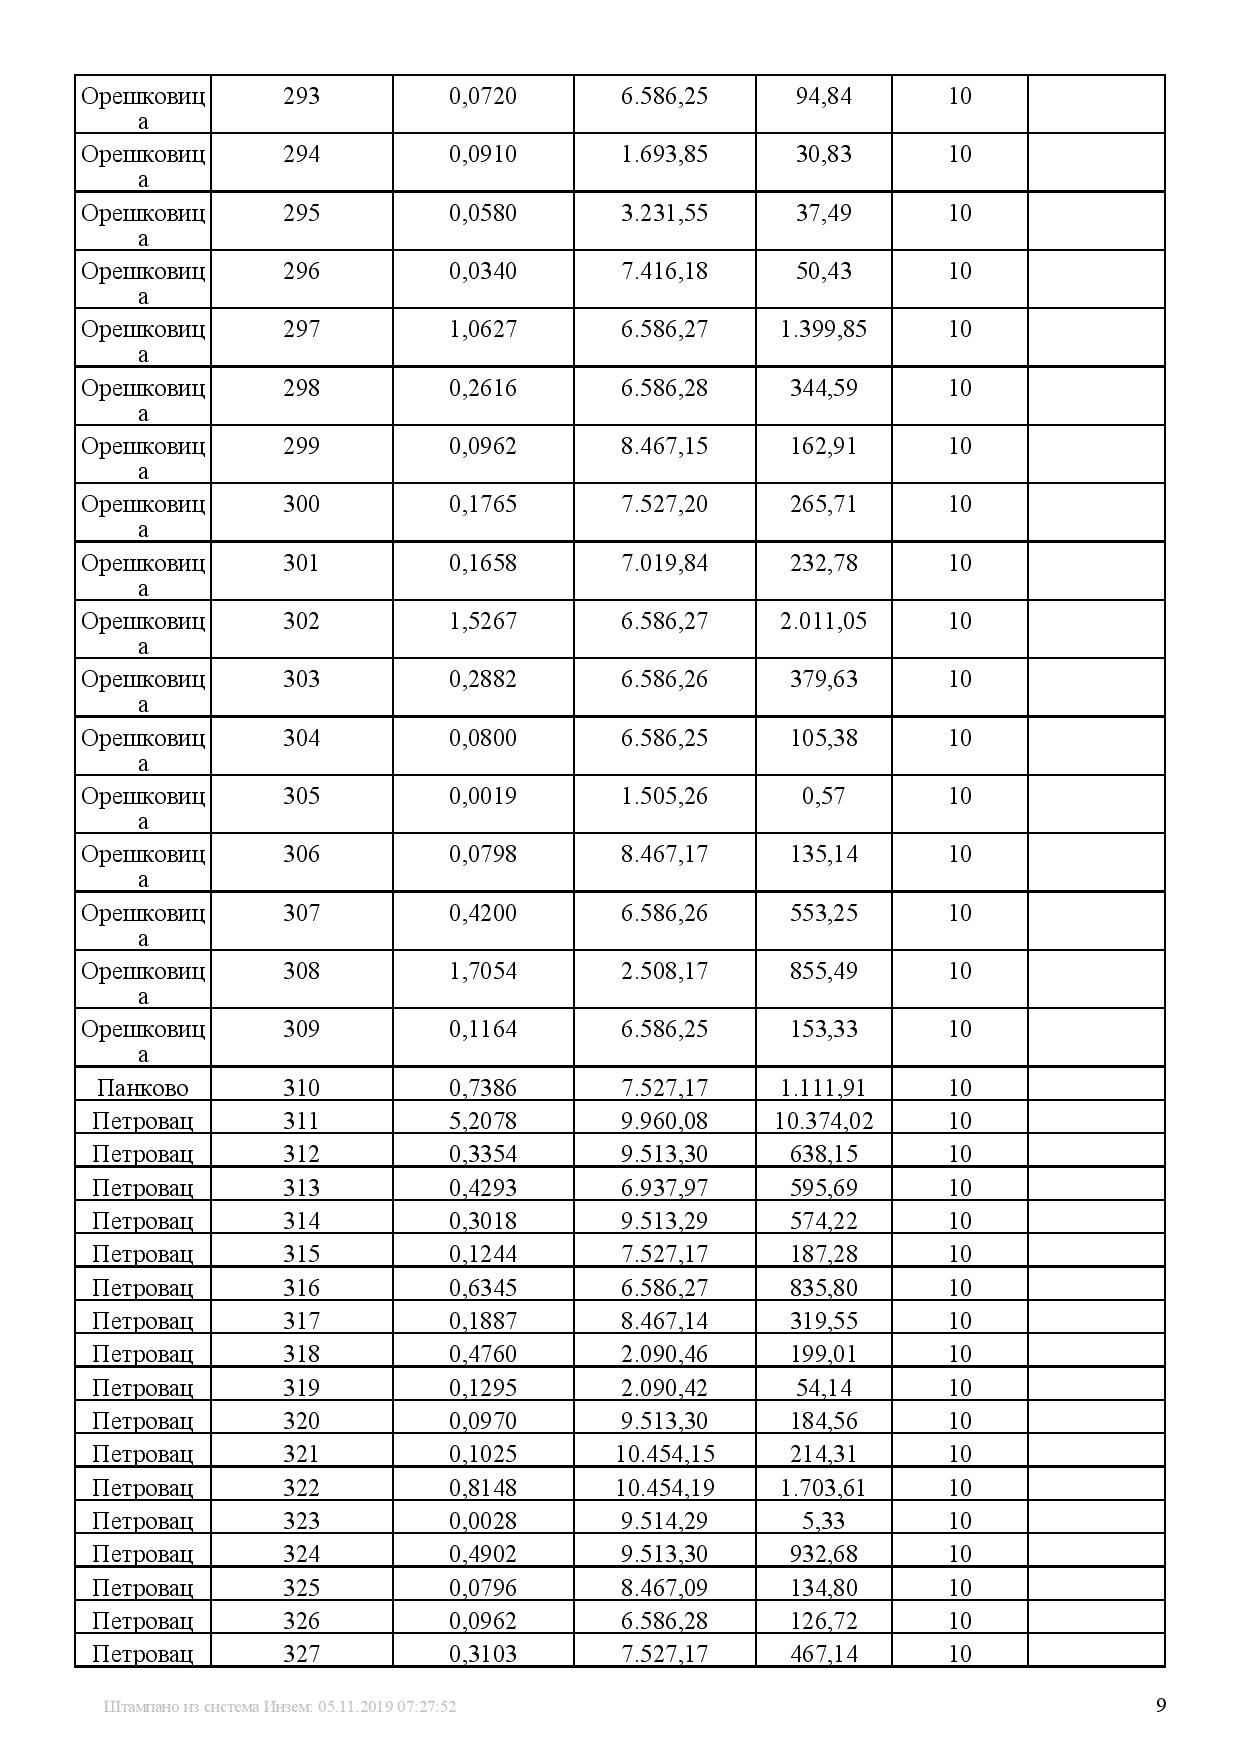 Орешковиц 293 0,0720 6.586,25 94,84 10
а
Орешковиц 294 0,0910 1.693,85 30,83 10
а
Орешковиц 295 0,0580 3.231,55 37,49 10
а
Орешковиц 296 0,0340 7.416,18 50,43 10
а
Орешковиц 297 1,0627 6.586,27 1.399,85 10
а
Орешковиц 298 0,2616 6.586,28 344,59 10
а
Орешковиц 299 0,0962 8.467,15 162,91 10
а
Орешковиц 300 0,1765 7.527,20 265,71 10
а
Орешковиц 301 0,1658 7.019,84 232,78 10
а
Орешковиц 302 1,5267 6.586,27 2.011,05 10
а
Орешковиц 303 0,2882 6.586,26 379,63 10
а
Орешковиц 304 0,0800 6.586,25 105,38 10
а
Орешковиц 305 0,0019 1.505,26 0,57 10
а
Орешковиц 306 0,0798 8.467,17 135,14 10
а
Орешковиц 307 0,4200 6.586,26 553,25 10
а
Орешковиц 308 1,7054 2.508,17 855,49 10
а
Орешковиц 309 0,1164 6.586,25 153,33 10
а
Панково 310 0,7386 7.527,17 1.111,91 10
Петровац 311 5,2078 9.960,08 10.374,02 10
Петровац 312 0,3354 9.513,30 638,15 10
Петровац 313 0,4293 6.937,97 595,69 10
Петровац 314 0,3018 9.513,29 574,22 10
Петровац 315 0,1244 7.527,17 187,28 10
Петровац 316 0,6345 6.586,27 835,80 10
Петровац 317 0,1887 8.467,14 319,55 10
Петровац 318 0,4760 2.090,46 199,01 10
Петровац 319 0,1295 2.090,42 54,14 10
Петровац 320 0,0970 9.513,30 184,56 10
Петровац 321 0,1025 10.454,15 214,31 10
Петровац 322 0,8148 10.454,19 1.703,61 10
Петровац 323 0,0028 9.514,29 5,33 10
Петровац 324 0,4902 9.513,30 932,68 10
Петровац 325 0,0796 8.467,09 134,80 10
Петровац 326 0,0962 6.586,28 126,72 10
Петровац 327 0,3103 7.527,17 467,14 10
Штампано из система Инзем: 05.11.2019 07:27:52 9